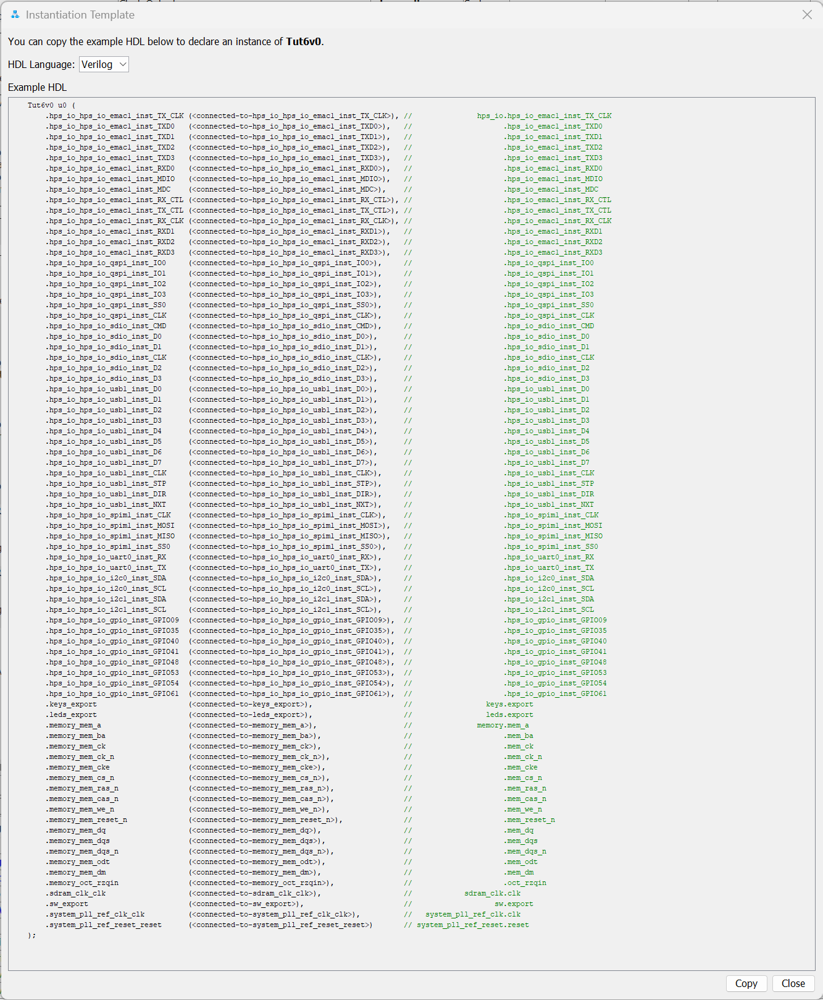 Instantiation Template
You can copy the example HDL below to declare an instance of Tut6v0.
HDL Language: Verilog
Example HDL
Tut6v0 u0 (
.hps_io_hps_io_emac1_inst_TX_CLK (<connected-to-hps_io_hps_io_emac1_inst_TX_CLK>), // hps_io.hps_io_emac1_inst_TX_CLK
.hps_io_hps_io_emac1_inst_TXD0 (<connected-to-hps_io_hps_io_emac1_inst_TXD0>), // .hps_io_emac1_inst_TXD0
.hps_io_hps_io_emac1_inst_TXD1 (<connected-to-hps_io_hps_io_emac1_inst_TXD1>), // .hps_io_emac1_inst_TXD1
.hps_io_hps_io_emac1_inst_TXD2 (<connected-to-hps_io_hps_io_emac1_inst_TXD2>), // .hps_io_emac1_inst_TXD2
.hps_io_hps_io_emac1_inst_TXD3 (<connected-to-hps_io_hps_io_emac1_inst_TXD3>), // .hps_io_emac1_inst_TXD3
.hps_io_hps_io_emac1_inst_RXD0 (<connected-to-hps_io_hps_io_emac1_inst_RXD0>), // .hps_io_emac1_inst_RXD0
.hps_io_hps_io_emac1_inst_MDIO (<connected-to-hps_io_hps_io_emac1_inst_MDIO>), // .hps_io_emac1_inst_MDIO
.hps_io_hps_io_emac1_inst_MDC (<connected-to-hps_io_hps_io_emac1_inst_MDC>), // .hps_io_emac1_inst_MDC
.hps_io_hps_io_emac1_inst_RX_CTL (<connected-to-hps_io_hps_io_emac1_inst_RX_CTL>), // .hps_io_emac1_inst_RX_CTL
.hps_io_hps_io_emac1_inst_TX_CTL (<connected-to-hps_io_hps_io_emac1_inst_TX_CTL>), // .hps_io_emac1_inst_TX_CTL
.hps_io_hps_io_emac1_inst_RX_CLK (<connected-to-hps_io_hps_io_emac1_inst_RX_CLK>), // .hps_io_emac1_inst_RX_CLK
.hps_io_hps_io_emac1_inst_RXD1 (<connected-to-hps_io_hps_io_emac1_inst_RXD1>), // .hps_io_emac1_inst_RXD1
.hps_io_hps_io_emac1_inst_RXD2 (<connected-to-hps_io_hps_io_emac1_inst_RXD2>), // .hps_io_emac1_inst_RXD2
.hps_io_hps_io_emac1_inst_RXD3 (<connected-to-hps_io_hps_io_emac1_inst_RXD3>), // .hps_io_emac1_inst_RXD3
.hps_io_hps_io_qspi_inst_IO0 (<connected-to-hps_io_hps_io_qspi_inst_IO0>), // .hps_io_qspi_inst_IO0
.hps_io_hps_io_qspi_inst_IO1 (<connected-to-hps_io_hps_io_qspi_inst_IO1>), // .hps_io_qspi_inst_IO1
.hps_io_hps_io_qspi_inst_IO2 (<connected-to-hps_io_hps_io_qspi_inst_IO2>), // .hps_io_qspi_inst_IO2
.hps_io_hps_io_qspi_inst_IO3 (<connected-to-hps_io_hps_io_qspi_inst_IO3>), // .hps_io_qspi_inst_IO3
.hps_io_hps_io_qspi_inst_SS0 (<connected-to-hps_io_hps_io_qspi_inst_SS0>), // .hps_io_qspi_inst_SS0
.hps_io_hps_io_qspi_inst_CLK (<connected-to-hps_io_hps_io_qspi_inst_CLK>), // .hps_io_qspi_inst_CLK
.hps_io_hps_io_sdio_inst_CMD (<connected-to-hps_io_hps_io_sdio_inst_CMD>), // .hps_io_sdio_inst_CMD
.hps_io_hps_io_sdio_inst_D0 (<connected-to-hps_io_hps_io_sdio_inst_D0>), // .hps_io_sdio_inst_D0
.hps_io_hps_io_sdio_inst_D1 (<connected-to-hps_io_hps_io_sdio_inst_D1>), // .hps_io_sdio_inst_D1
.hps_io_hps_io_sdio_inst_CLK (<connected-to-hps_io_hps_io_sdio_inst_CLK>), // .hps_io_sdio_inst_CLK
.hps_io_hps_io_sdio_inst_D2 (<connected-to-hps_io_hps_io_sdio_inst_D2>), // .hps_io_sdio_inst_D2
.hps_io_hps_io_sdio_inst_D3 (<connected-to-hps_io_hps_io_sdio_inst_D3>), // .hps_io_sdio_inst_D3
.hps_io_hps_io_usb1_inst_D0 (<connected-to-hps_io_hps_io_usb1_inst_D0>), // .hps_io_usb1_inst_D0
.hps_io_hps_io_usb1_inst_D1 (<connected-to-hps_io_hps_io_usb1_inst_D1>), // .hps_io_usb1_inst_D1
.hps_io_hps_io_usb1_inst_D2 (<connected-to-hps_io_hps_io_usb1_inst_D2>), // .hps_io_usb1_inst_D2
.hps_io_hps_io_usb1_inst_D3 (<connected-to-hps_io_hps_io_usb1_inst_D3>), // .hps_io_usb1_inst_D3
.hps_io_hps_io_usb1_inst_D4 (<connected-to-hps_io_hps_io_usb1_inst_D4>), // .hps_io_usb1_inst_D4
.hps_io_hps_io_usb1_inst_D5 (<connected-to-hps_io_hps_io_usb1_inst_D5>), // .hps_io_usb1_inst_D5
.hps_io_hps_io_usb1_inst_D6 (<connected-to-hps_io_hps_io_usb1_inst_D6>), // .hps_io_usb1_inst_D6
.hps_io_hps_io_usb1_inst_D7 (<connected-to-hps_io_hps_io_usb1_inst_D7>), // .hps_io_usb1_inst_D7
.hps_io_hps_io_usb1_inst_CLK (<connected-to-hps_io_hps_io_usb1_inst_CLK>), // .hps_io_usb1_inst_CLK
.hps_io_hps_io_usb1_inst_STP (<connected-to-hps_io_hps_io_usb1_inst_STP>), // .hps_io_usb1_inst_STP
.hps_io_hps_io_usb1_inst_DIR (<connected-to-hps_io_hps_io_usb1_inst_DIR>), // .hps_io_usb1_inst_DIR
.hps_io_hps_io_usb1_inst_NXT (<connected-to-hps_io_hps_io_usb1_inst_NXT>), // .hps_io_usb1_inst_NXT
.hps_io_hps_io_spim1_inst_CLK (<connected-to-hps_io_hps_io_spim1_inst_CLK>), // .hps_io_spim1_inst_CLK
.hps_io_hps_io_spim1_inst_MOSI (<connected-to-hps_io_hps_io_spim1_inst_MOSI>), // .hps_io_spim1_inst_MOSI
.hps_io_hps_io_spim1_inst_MISO (<connected-to-hps_io_hps_io_spim1_inst_MISO>), // .hps_io_spim1_inst_MISO
.hps_io_hps_io_spim1_inst_SS0 (<connected-to-hps_io_hps_io_spim1_inst_SS0>), // .hps_io_spim1_inst_SS0
.hps_io_hps_io_uart0_inst_RX (<connected-to-hps_io_hps_io_uart0_inst_RX>), // .hps_io_uart0_inst_RX
.hps_io_hps_io_uart0_inst_TX (<connected-to-hps_io_hps_io_uart0_inst_TX>), // .hps_io_uart0_inst_TX
.hps_io_hps_io_i2c0_inst_SDA (<connected-to-hps_io_hps_io_i2c0_inst_SDA>), // .hps_io_i2c0_inst_SDA
.hps_io_hps_io_i2c0_inst_SCL (<connected-to-hps_io_hps_io_i2c0_inst_SCL>), // .hps_io_i2c0_inst_SCL
.hps_io_hps_io_i2c1_inst_SDA (<connected-to-hps_io_hps_io_i2c1_inst_SDA>), // .hps_io_i2c1_inst_SDA
.hps_io_hps_io_i2c1_inst_SCL (<connected-to-hps_io_hps_io_i2c1_inst_SCL>), // .hps_io_i2c1_inst_SCL
.hps_io_hps_io_gpio_inst_GPIO09 (<connected-to-hps_io_hps_io_gpio_inst_GPIO09>), // .hps_io_gpio_inst_GPIO09
.hps_io_hps_io_gpio_inst_GPIO35 (<connected-to-hps_io_hps_io_gpio_inst_GPIO35>), // .hps_io_gpio_inst_GPIO35
.hps_io_hps_io_gpio_inst_GPIO40 (<connected-to-hps_io_hps_io_gpio_inst_GPIO40>), // .hps_io_gpio_inst_GPIO40
.hps_io_hps_io_gpio_inst_GPIO41 (<connected-to-hps_io_hps_io_gpio_inst_GPIO41>), // .hps_io_gpio_inst_GPIO41
.hps_io_hps_io_gpio_inst_GPIO48 (<connected-to-hps_io_hps_io_gpio_inst_GPIO48>), // .hps_io_gpio_inst_GPIO48
.hps_io_hps_io_gpio_inst_GPIO53 (<connected-to-hps_io_hps_io_gpio_inst_GPIO53>), // .hps_io_gpio_inst_GPIO53
.hps_io_hps_io_gpio_inst_GPIO54 (<connected-to-hps_io_hps_io_gpio_inst_GPIO54>), // .hps_io_gpio_inst_GPIO54
.hps_io_hps_io_gpio_inst_GPIO61 (<connected-to-hps_io_hps_io_gpio_inst_GPIO61>), // .hps_io_gpio_inst_GPIO61
.keys_export (<connected-to-keys_export>), // keys.export
.leds_export (<connected-to-leds_export>), // leds.export
.memory_mem_a (<connected-to-memory_mem_a>), // memory.mem_a
.memory_mem_ba (<connected-to-memory_mem_ba>), // .mem_ba
.memory_mem_ck (<connected-to-memory_mem_ck>), // .mem_ck
.memory_mem_ck_n (<connected-to-memory_mem_ck_n>), // .mem_ck_n
.memory_mem_cke (<connected-to-memory_mem_cke>), // .mem_cke
.memory_mem_cs_n (<connected-to-memory_mem_cs_n>), // .mem_cs_n
.memory_mem_ras_n (<connected-to-memory_mem_ras_n>), // .mem_ras_n
.memory_mem_cas_n (<connected-to-memory_mem_cas_n>), // .mem_cas_n
.memory_mem_we_n (<connected-to-memory_mem_we_n>), // .mem_we_n
.memory_mem_reset_n (<connected-to-memory_mem_reset_n>), // .mem_reset_n
.memory_mem_dq (<connected-to-memory_mem_dq>), // .mem_dq
.memory_mem_dqs (<connected-to-memory_mem_dqs>), // .mem_dqs
.memory_mem_dqs_n (<connected-to-memory_mem_dqs_n>), // .mem_dqs_n
.memory_mem_odt (<connected-to-memory_mem_odt>), // .mem_odt
.memory_mem_dm (<connected-to-memory_mem_dm>), // .mem_dm
.memory_oct_rzqin (<connected-to-memory_oct_rzqin>), // .oct_rzqin
.sdram_clk_clk (<connected-to-sdram_clk_clk>), // sdram_clk.clk
.sw_export (<connected-to-sw_export>), // sw.export
.system_pll_ref_clk_clk (<connected-to-system_pll_ref_clk_clk>), // system_pll_ref_clk.clk
.system_pll_ref_reset_reset (<connected-to-system_pll_ref_reset_reset>) // system_pll_ref_reset.reset
);
Copy Close